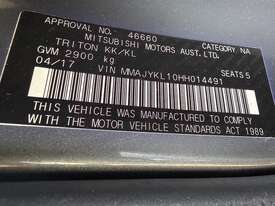 APPROVAL NO. 46660 CATEGORY NA
MITSUBISHI MOTORS AUST. LTD.
TRITON KK/KL
GVM 2900 kg
04/17 VIN MMAJYKL10HH014491 SEATS 5
THIS VEHICLE WAS MANUFACTURED TO COMPLY
WITH THE MOTOR VEHICLE STANDARDS ACT 1989